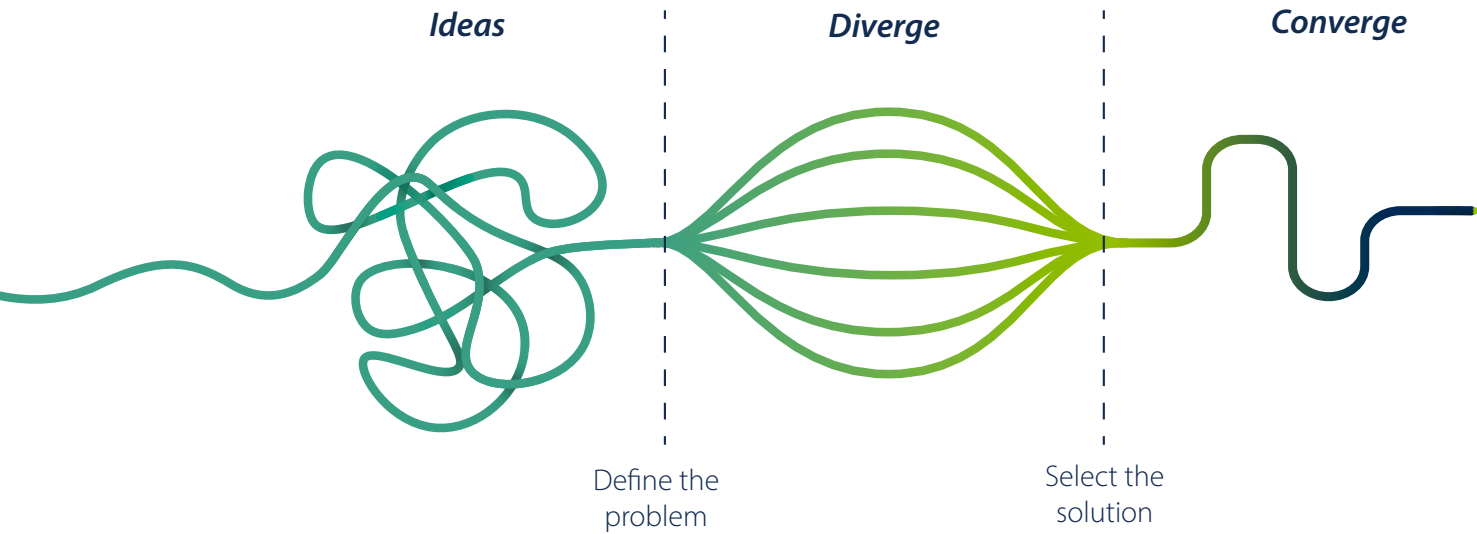 Ideas
Diverge
Converge
Define the
problem
Select the
solution